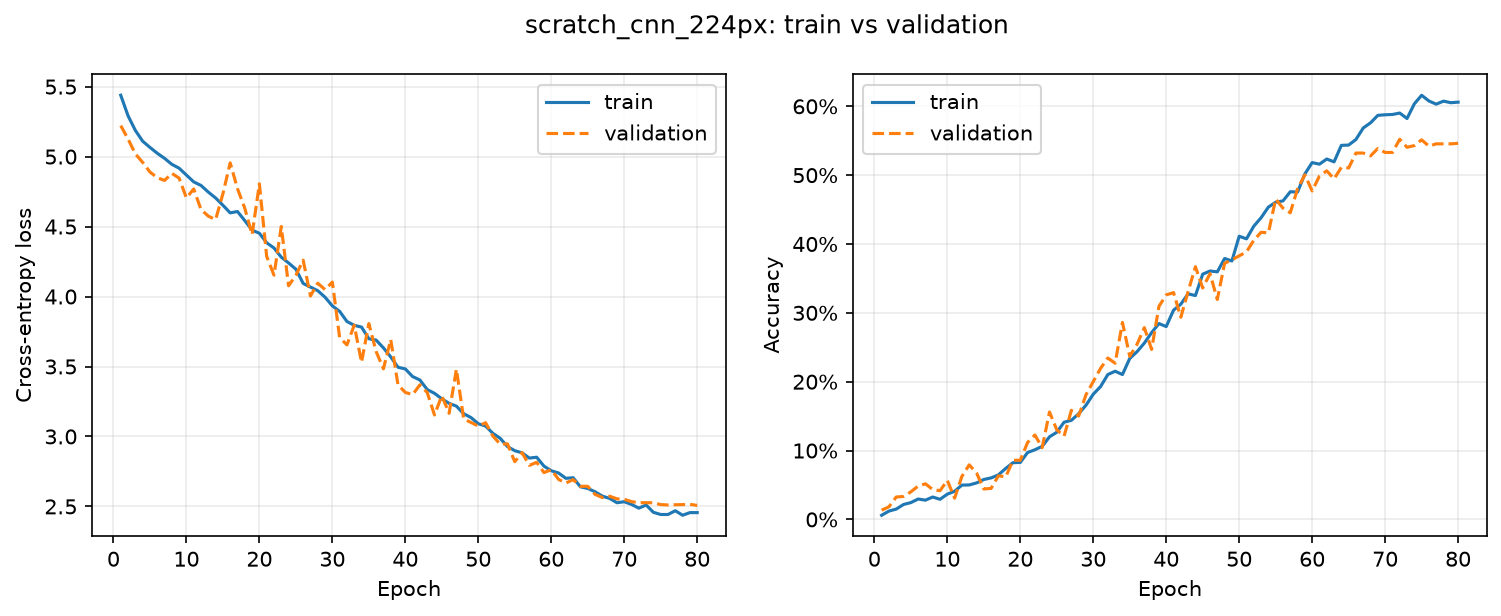 scratch_cnn_224px: train vs validation
5.5
5.0
4.5
4.0
3.5
3.0
2.5
Cross-entropy loss
train
validation
0 10 20 30 40 50 60 70 80
Epoch
60%
50%
40%
30%
20%
10%
0%
Accuracy
train
validation
0 10 20 30 40 50 60 70 80
Epoch